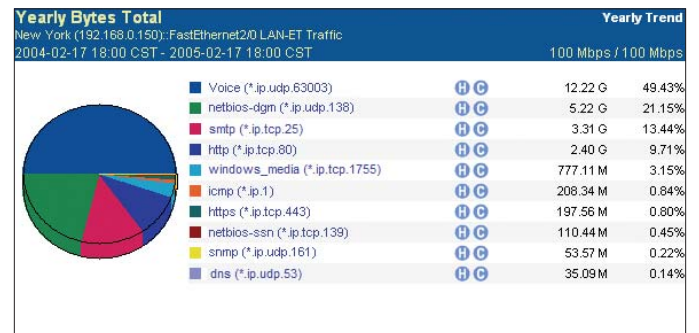 Yearly Bytes Total Yearly Trend
New York (192.168.0.150)::FastEthernet2/0 LAN-ET Traffic
2004-02-17 18:00 CST - 2005-02-17 18:00 CST 100 Mbps / 100 Mbps
Voice (*.ip.udp.63003) H C 12.22 G 49.43%
netbios-dgm (*.ip.udp.138) H C 5.22 G 21.15%
smtp (*.ip.tcp.25) H C 3.31 G 13.44%
http (*.ip.tcp.80) H C 2.40 G 9.71%
windows_media (*.ip.tcp.1755) H C 777.11 M 3.15%
icmp (*.ip.1) H C 208.34 M 0.84%
https (*.ip.tcp.443) H C 197.56 M 0.80%
netbios-ssn (*.ip.tcp.139) H C 110.44 M 0.45%
snmp (*.ip.udp.161) H C 53.57 M 0.22%
dns (*.ip.udp.53) H C 35.09 M 0.14%